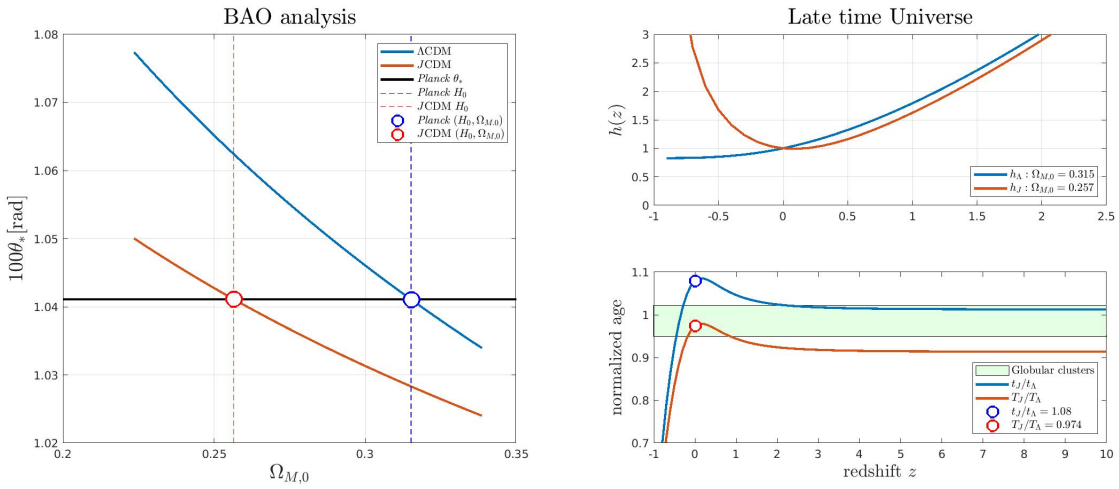 BAO analysis
1.08
1.07
1.06
1.05
1.04
1.03
1.02
100θ* [rad]
0.2
0.25
0.3
0.35
Ω_{M,0}
ΛCDM
JCDM
Planck θ*
Planck H₀
JCDM H₀
Planck (H₀, Ω_{M,0})
JCDM (H₀, Ω_{M,0})
Late time Universe
3
2.5
2
1.5
1
0.5
0
h(z)
-1
-0.5
0
0.5
1
1.5
2
2.5
h_Λ : Ω_{M,0} = 0.315
h_J : Ω_{M,0} = 0.257
1.1
1
0.9
0.8
0.7
normalized age
-1
0
1
2
3
4
5
6
7
8
9
10
redshift z
Globular clusters
t_J/t_Λ
T_J/T_Λ
t_J/t_Λ = 1.08
T_J/T_Λ = 0.974